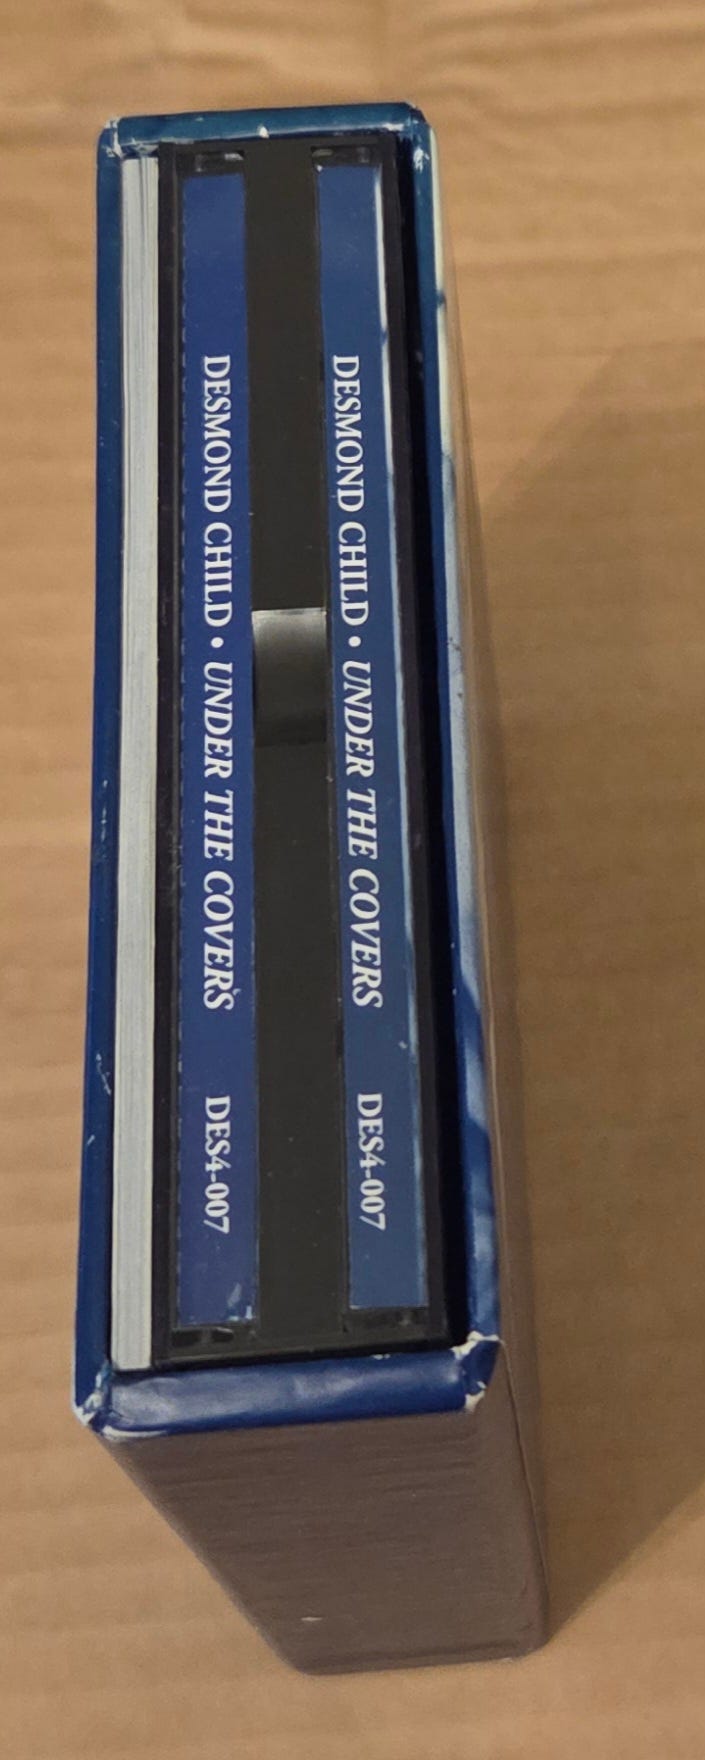 DESMOND CHILD • UNDER THE COVERS DES4-007
DESMOND CHILD • UNDER THE COVERS DES4-007